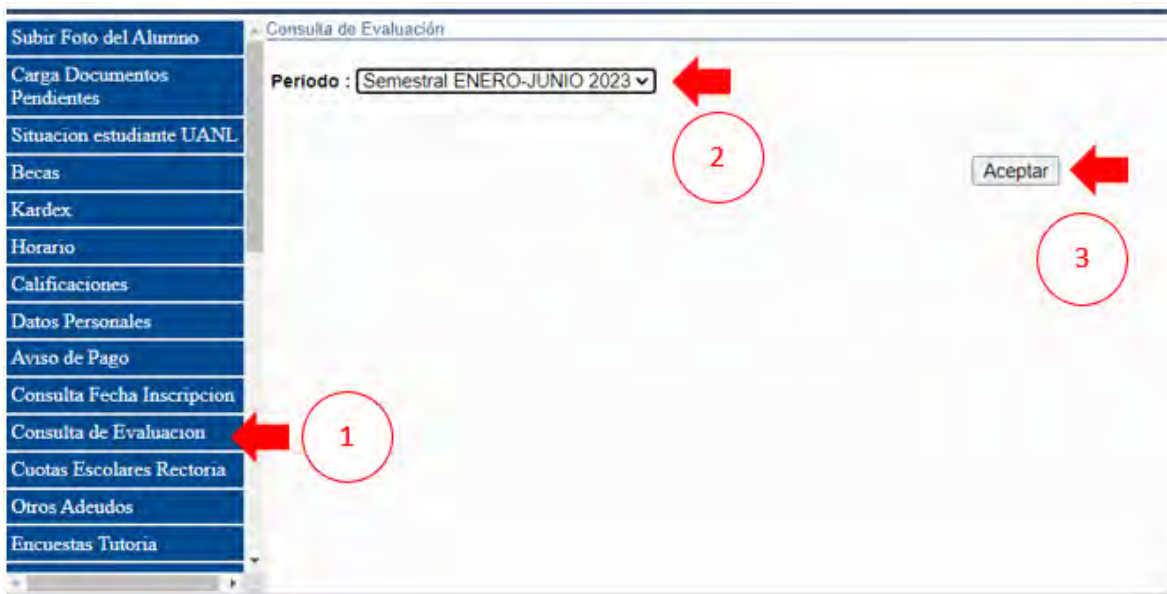 Subir Foto del Alumno
Carga Documentos
Pendientes
Situacion estudiante UANL
Becas
Kardex
Horario
Calificaciones
Datos Personales
Aviso de Pago
Consulta Fecha Inscripcion
Consulta de Evaluacion
Cuotas Escolares Rectoria
Otros Adeudos
Encuestas Tutoria
1
Consulta de Evaluación
Periodo : Semestral ENERO-JUNIO 2023
2
Aceptar
3